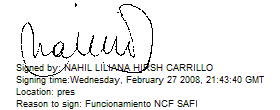 Signed by: NAHIL LILIANA HIRSH CARRILLO
Signing time:Wednesday, February 27 2008, 21:43:40 GMT
Location: pres
Reason to sign: Funcionamiento NCF SAFI